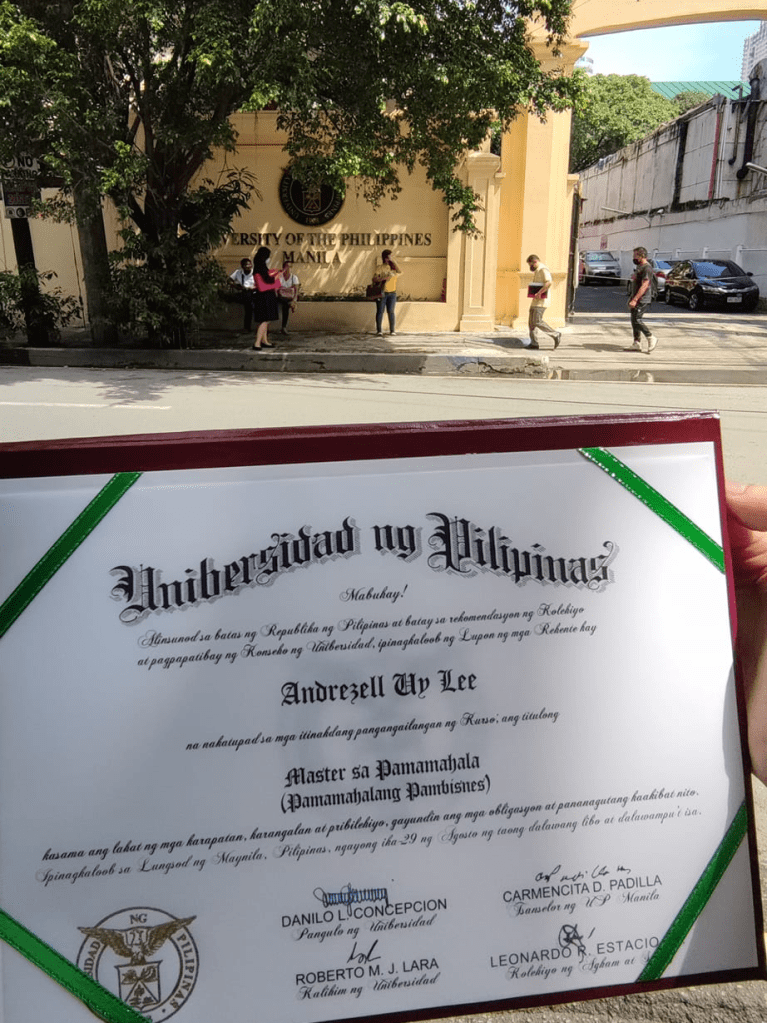 NO
PARKING
VERSITY OF THE PHILIPPINES
MANILA
Unibersidad ng Pilipinas
Mabuhay!
Alinsunod sa batas ng Republika ng Pilipinas at batay sa rekomendasyon ng Kolehiyo
at pagpapatibay ng Konseho ng Unibersidad, ipinagkaloob ng Lupon ng mga Rehente kay
Andrezell Uy Lee
na nakatupad sa mga itinakdang pangangailangan ng Kurso, ang titulong
Master sa Pamamahala
(Pamamahalang Pambisnes)
kasama ang lahat ng mga karapatan, karangalan at pribilehiyo, gayundin ang mga obligasyon at pananagutang kaakibat nito.
Ipinagkaloob sa Lungsod ng Maynila, Pilipinas, ngayong ika-29 ng Agosto ng taong dalawang libo at dalawampu't isa.
DANILO L. CONCEPCION
Pangulo ng Unibersidad
CARMENCITA D. PADILLA
Tsanselor ng UP Manila
ROBERTO M. J. LARA
Kalihim ng Unibersidad
LEONARDO R. ESTACIO
Kolehiyo ng Agham at
NG PILIPINAS